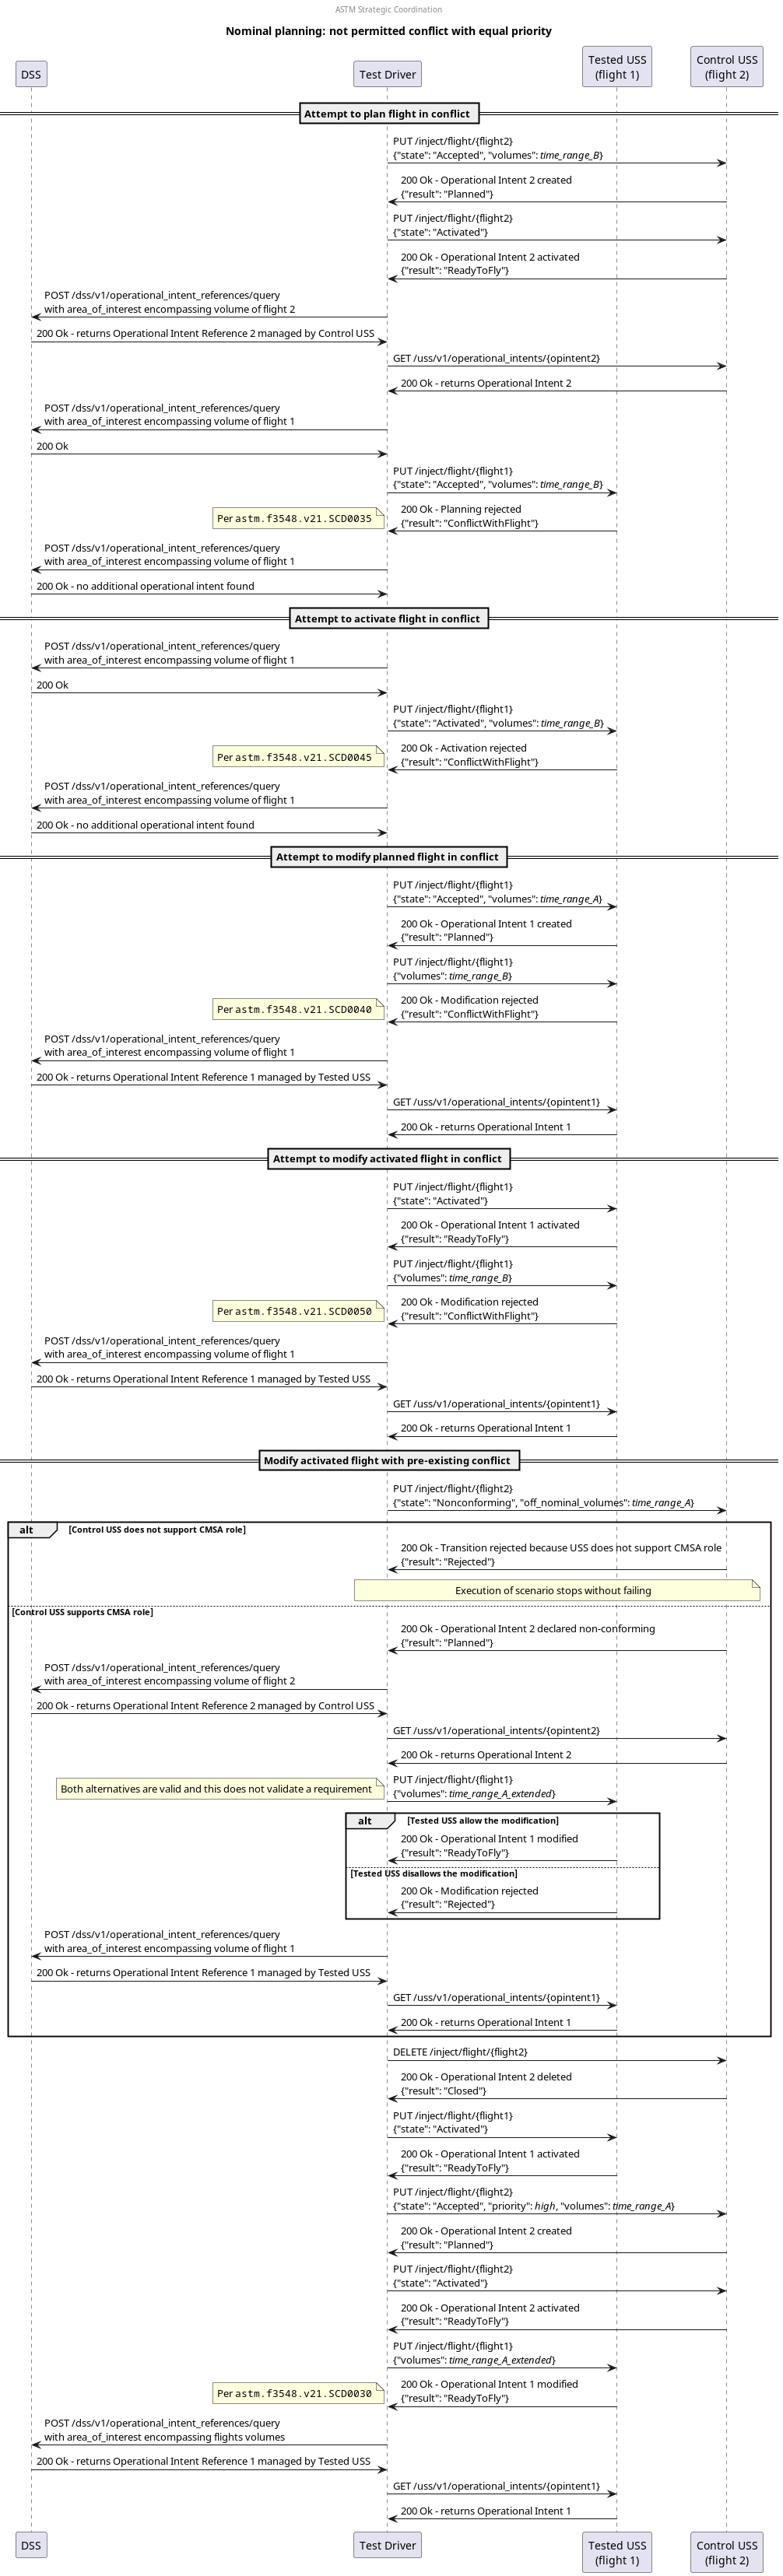 ASTM Strategic Coordination
Nominal planning: not permitted conflict with equal priority
DSS
Test Driver
Tested USS
(flight 1)
Control USS
(flight 2)
Attempt to plan flight in conflict
PUT /inject/flight/{flight2}
{"state": "Accepted", "volumes": time_range_B}
200 Ok - Operational Intent 2 created
{"result": "Planned"}
PUT /inject/flight/{flight2}
{"state": "Activated"}
200 Ok - Operational Intent 2 activated
{"result": "ReadyToFly"}
POST /dss/v1/operational_intent_references/query
with area_of_interest encompassing volume of flight 2
200 Ok - returns Operational Intent Reference 2 managed by Control USS
GET /uss/v1/operational_intents/{opintent2}
200 Ok - returns Operational Intent 2
POST /dss/v1/operational_intent_references/query
with area_of_interest encompassing volume of flight 1
200 Ok
PUT /inject/flight/{flight1}
{"state": "Accepted", "volumes": time_range_B}
Per astm.f3548.v21.SCD0035
200 Ok - Planning rejected
{"result": "ConflictWithFlight"}
POST /dss/v1/operational_intent_references/query
with area_of_interest encompassing volume of flight 1
200 Ok - no additional operational intent found
Attempt to activate flight in conflict
POST /dss/v1/operational_intent_references/query
with area_of_interest encompassing volume of flight 1
200 Ok
PUT /inject/flight/{flight1}
{"state": "Activated", "volumes": time_range_B}
Per astm.f3548.v21.SCD0045
200 Ok - Activation rejected
{"result": "ConflictWithFlight"}
POST /dss/v1/operational_intent_references/query
with area_of_interest encompassing volume of flight 1
200 Ok - no additional operational intent found
Attempt to modify planned flight in conflict
PUT /inject/flight/{flight1}
{"state": "Accepted", "volumes": time_range_A}
200 Ok - Operational Intent 1 created
{"result": "Planned"}
PUT /inject/flight/{flight1}
{"volumes": time_range_B}
Per astm.f3548.v21.SCD0040
200 Ok - Modification rejected
{"result": "ConflictWithFlight"}
POST /dss/v1/operational_intent_references/query
with area_of_interest encompassing volume of flight 1
200 Ok - returns Operational Intent Reference 1 managed by Tested USS
GET /uss/v1/operational_intents/{opintent1}
200 Ok - returns Operational Intent 1
Attempt to modify activated flight in conflict
PUT /inject/flight/{flight1}
{"state": "Activated"}
200 Ok - Operational Intent 1 activated
{"result": "ReadyToFly"}
PUT /inject/flight/{flight1}
{"volumes": time_range_B}
Per astm.f3548.v21.SCD0050
200 Ok - Modification rejected
{"result": "ConflictWithFlight"}
POST /dss/v1/operational_intent_references/query
with area_of_interest encompassing volume of flight 1
200 Ok - returns Operational Intent Reference 1 managed by Tested USS
GET /uss/v1/operational_intents/{opintent1}
200 Ok - returns Operational Intent 1
Modify activated flight with pre-existing conflict
PUT /inject/flight/{flight2}
{"state": "Nonconforming", "off_nominal_volumes": time_range_A}
alt [Control USS does not support CMSA role]
200 Ok - Transition rejected because USS does not support CMSA role
{"result": "Rejected"}
Execution of scenario stops without failing
[Control USS supports CMSA role]
200 Ok - Operational Intent 2 declared non-conforming
{"result": "Planned"}
POST /dss/v1/operational_intent_references/query
with area_of_interest encompassing volume of flight 2
200 Ok - returns Operational Intent Reference 2 managed by Control USS
GET /uss/v1/operational_intents/{opintent2}
200 Ok - returns Operational Intent 2
Both alternatives are valid and this does not validate a requirement
PUT /inject/flight/{flight1}
{"volumes": time_range_A_extended}
alt [Tested USS allow the modification]
200 Ok - Operational Intent 1 modified
{"result": "ReadyToFly"}
[Tested USS disallows the modification]
200 Ok - Modification rejected
{"result": "Rejected"}
POST /dss/v1/operational_intent_references/query
with area_of_interest encompassing volume of flight 1
200 Ok - returns Operational Intent Reference 1 managed by Tested USS
GET /uss/v1/operational_intents/{opintent1}
200 Ok - returns Operational Intent 1
DELETE /inject/flight/{flight2}
200 Ok - Operational Intent 2 deleted
{"result": "Closed"}
PUT /inject/flight/{flight1}
{"state": "Activated"}
200 Ok - Operational Intent 1 activated
{"result": "ReadyToFly"}
PUT /inject/flight/{flight2}
{"state": "Accepted", "priority": high, "volumes": time_range_A}
200 Ok - Operational Intent 2 created
{"result": "Planned"}
PUT /inject/flight/{flight2}
{"state": "Activated"}
200 Ok - Operational Intent 2 activated
{"result": "ReadyToFly"}
PUT /inject/flight/{flight1}
{"volumes": time_range_A_extended}
Per astm.f3548.v21.SCD0030
200 Ok - Operational Intent 1 modified
{"result": "ReadyToFly"}
POST /dss/v1/operational_intent_references/query
with area_of_interest encompassing flights volumes
200 Ok - returns Operational Intent Reference 1 managed by Tested USS
GET /uss/v1/operational_intents/{opintent1}
200 Ok - returns Operational Intent 1
DSS
Test Driver
Tested USS
(flight 1)
Control USS
(flight 2)